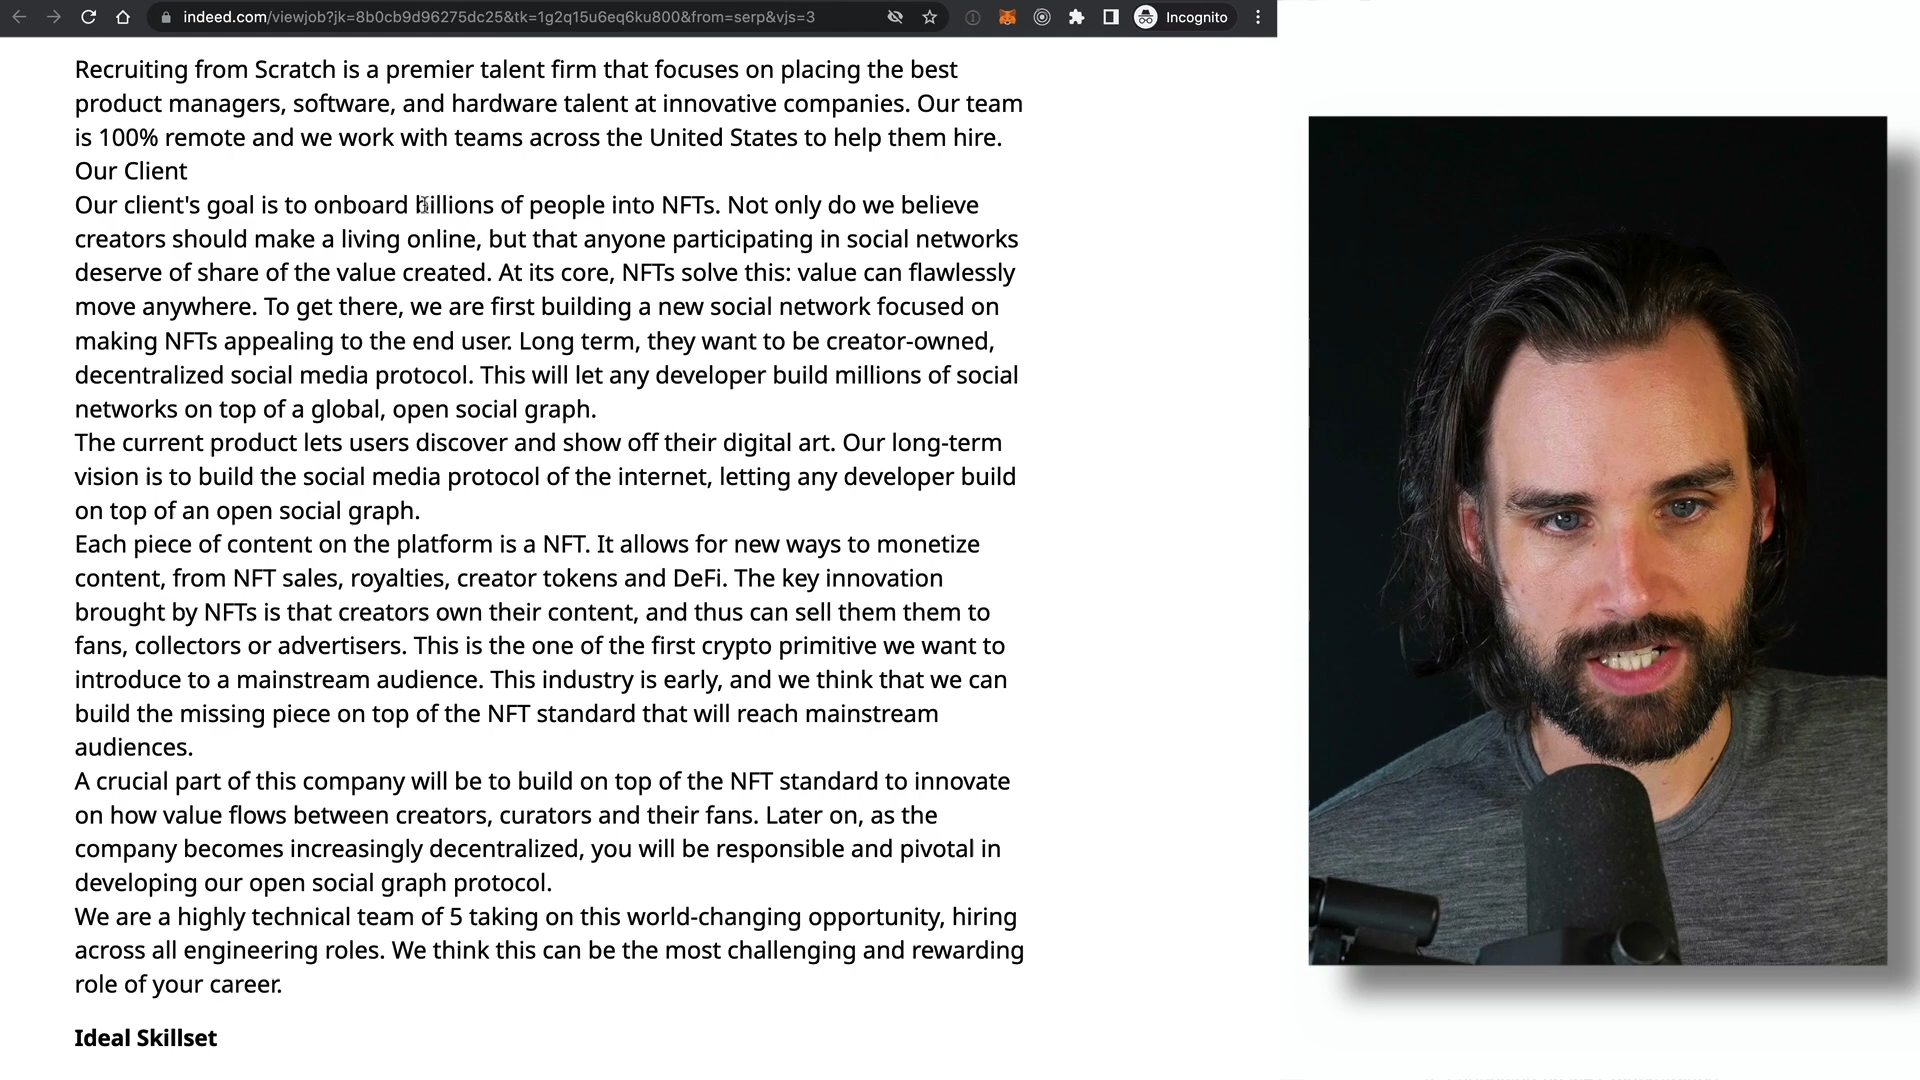 indeed.com/viewjob?jk=8b0cb9d96275dc25&tk=1g2q15u6eq6ku800&from=serp&vjs=3
Incognito
Recruiting from Scratch is a premier talent firm that focuses on placing the best
product managers, software, and hardware talent at innovative companies. Our team
is 100% remote and we work with teams across the United States to help them hire.
Our Client
Our client's goal is to onboard billions of people into NFTs. Not only do we believe
creators should make a living online, but that anyone participating in social networks
deserve of share of the value created. At its core, NFTs solve this: value can flawlessly
move anywhere. To get there, we are first building a new social network focused on
making NFTs appealing to the end user. Long term, they want to be creator-owned,
decentralized social media protocol. This will let any developer build millions of social
networks on top of a global, open social graph.
The current product lets users discover and show off their digital art. Our long-term
vision is to build the social media protocol of the internet, letting any developer build
on top of an open social graph.
Each piece of content on the platform is a NFT. It allows for new ways to monetize
content, from NFT sales, royalties, creator tokens and DeFi. The key innovation
brought by NFTs is that creators own their content, and thus can sell them them to
fans, collectors or advertisers. This is the one of the first crypto primitive we want to
introduce to a mainstream audience. This industry is early, and we think that we can
build the missing piece on top of the NFT standard that will reach mainstream
audiences.
A crucial part of this company will be to build on top of the NFT standard to innovate
on how value flows between creators, curators and their fans. Later on, as the
company becomes increasingly decentralized, you will be responsible and pivotal in
developing our open social graph protocol.
We are a highly technical team of 5 taking on this world-changing opportunity, hiring
across all engineering roles. We think this can be the most challenging and rewarding
role of your career.
Ideal Skillset